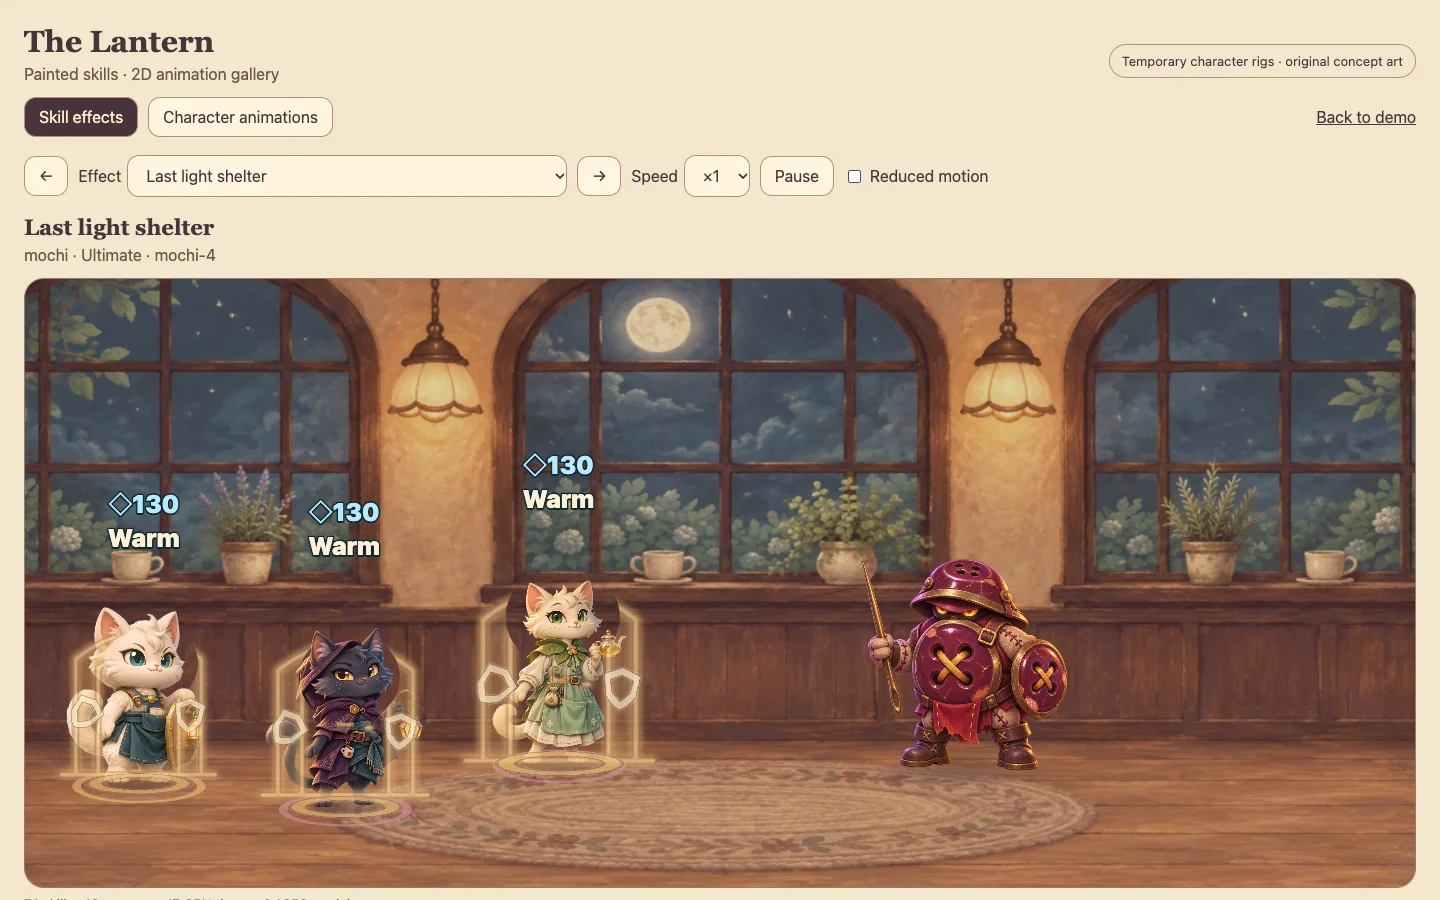 The Lantern
Painted skills · 2D animation gallery
Temporary character rigs · original concept art
Skill effects
Character animations
Back to demo
← Effect Last light shelter → Speed ×1 Pause Reduced motion
Last light shelter
mochi · Ultimate · mochi-4
◇130
Warm
◇130
Warm
◇130
Warm